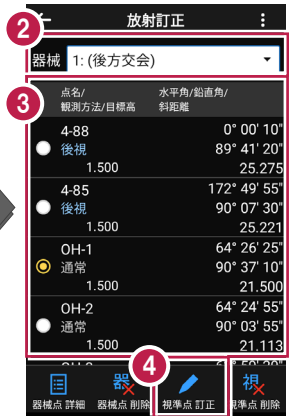 放射訂正
2
器械 1: (後方交会)
3
点名/ 水平角/鉛直角/
観測方法/目標高 斜距離
4-88 0° 00' 10"
後視 89° 41' 20"
1.500 25.275
4-85 172° 49' 55"
後視 90° 07' 30"
1.500 25.221
OH-1 64° 26' 25"
通常 90° 37' 10"
1.500 21.500
OH-2 64° 24' 55"
通常 90° 03' 55"
1.500 21.113
4
器 視
器械点 詳細 器械点 削除 視準点 訂正 視準点 削除